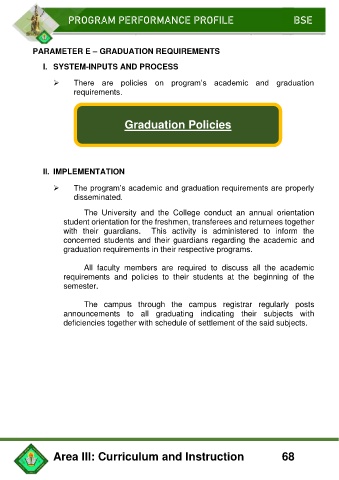 PROGRAM PERFORMANCE PROFILE BSE
PARAMETER E – GRADUATION REQUIREMENTS
I. SYSTEM-INPUTS AND PROCESS
➢ There are policies on program's academic and graduation
requirements.
Graduation Policies
II. IMPLEMENTATION
➢ The program's academic and graduation requirements are properly
disseminated.
The University and the College conduct an annual orientation
student orientation for the freshmen, transferees and returnees together
with their guardians. This activity is administered to inform the
concerned students and their guardians regarding the academic and
graduation requirements in their respective programs.
All faculty members are required to discuss all the academic
requirements and policies to their students at the beginning of the
semester.
The campus through the campus registrar regularly posts
announcements to all graduating indicating their subjects with
deficiencies together with schedule of settlement of the said subjects.
Area III: Curriculum and Instruction 68